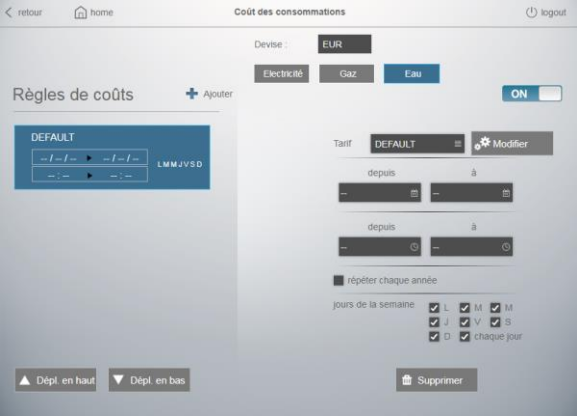 retour
home
Coût des consommations
logout
Devise :
EUR
Electricité
Gaz
Eau
Règles de coûts
Ajouter
ON
DEFAULT
-- / -- / --
-- / -- / --
-- : --
-- : --
LMMJVSD
Tarif
DEFAULT
Modifier
depuis
à
--
--
depuis
à
--
--
répéter chaque année
jours de la semaine
L
M
M
J
V
S
D
chaque jour
Dépl. en haut
Dépl. en bas
Supprimer